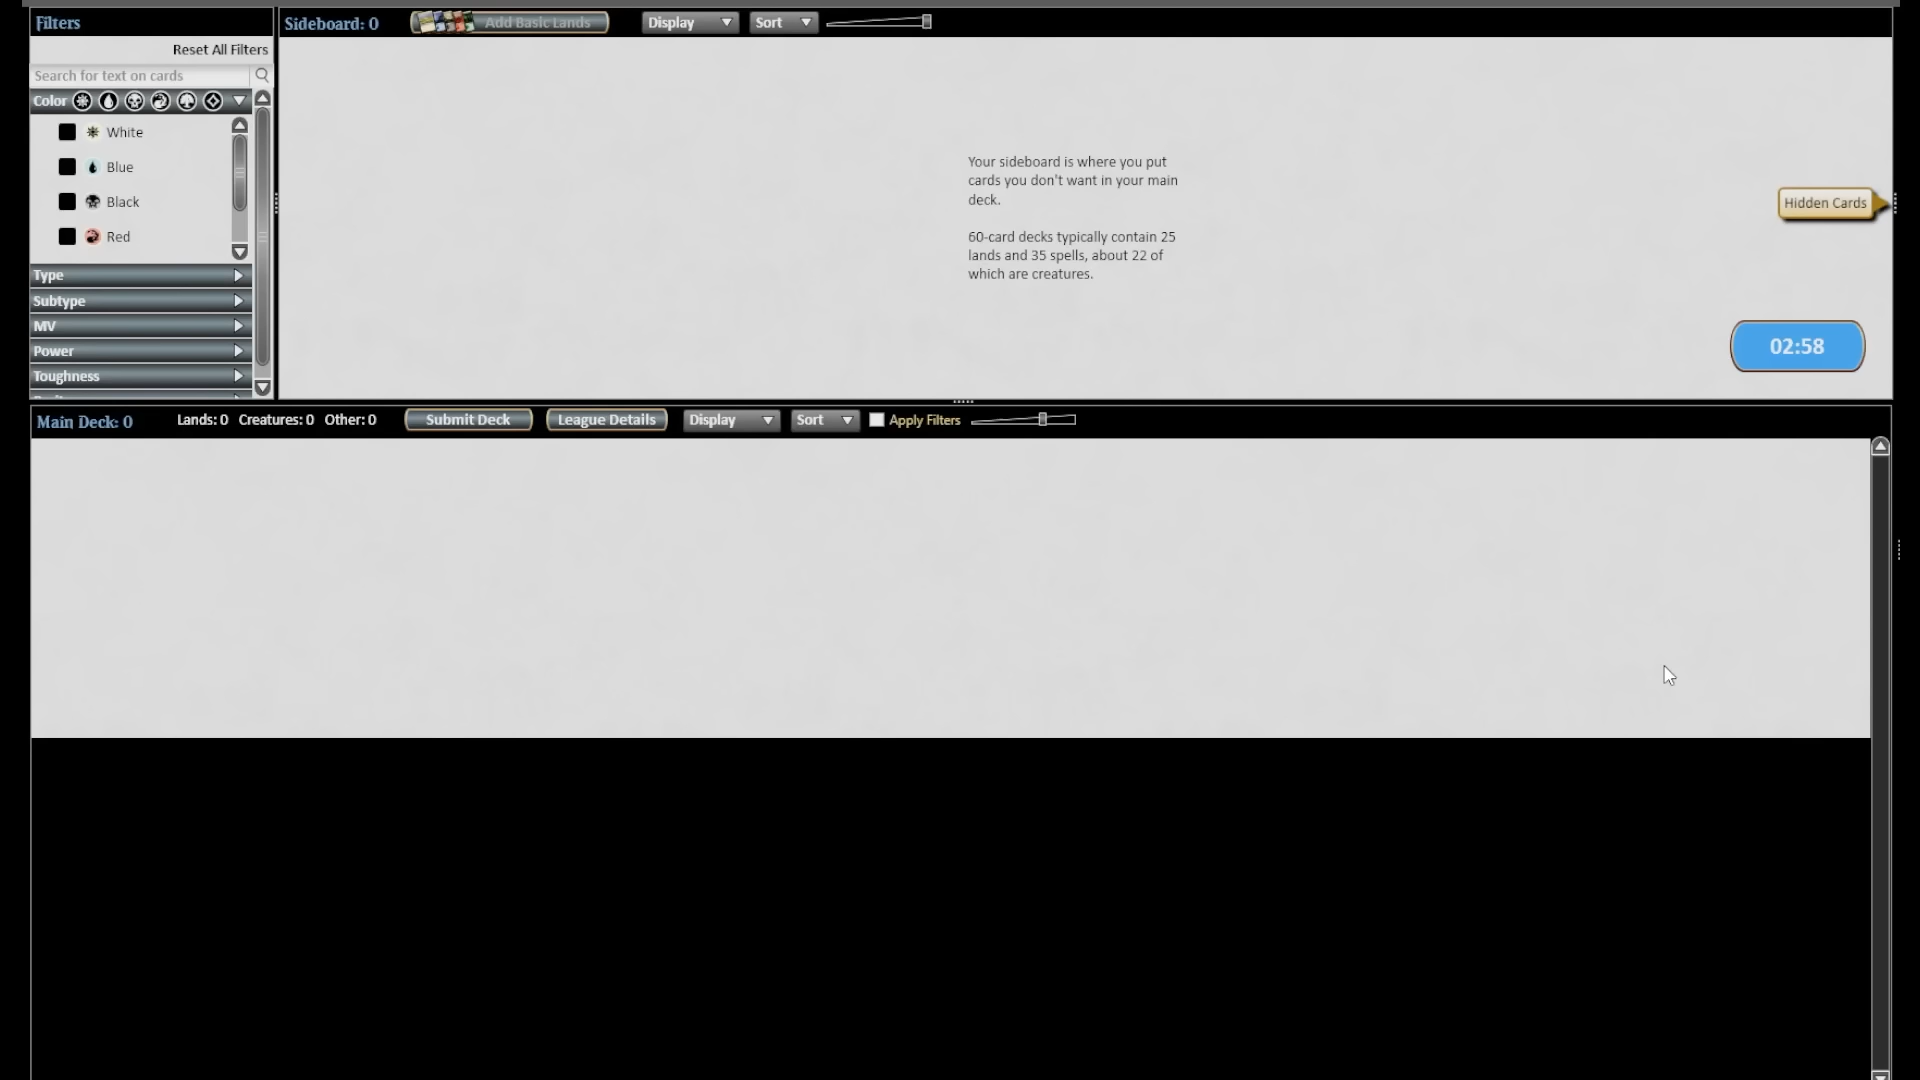 Filters
Reset All Filters
Search for text on cards
Color
White
Blue
Black
Red
Type
Subtype
MV
Power
Toughness
Sideboard: 0
Add Basic Lands
Display
Sort
Your sideboard is where you put
cards you don't want in your main
deck.
60-card decks typically contain 25
lands and 35 spells, about 22 of
which are creatures.
Hidden Cards
02:58
Main Deck: 0
Lands: 0 Creatures: 0 Other: 0
Submit Deck
League Details
Display
Sort
Apply Filters